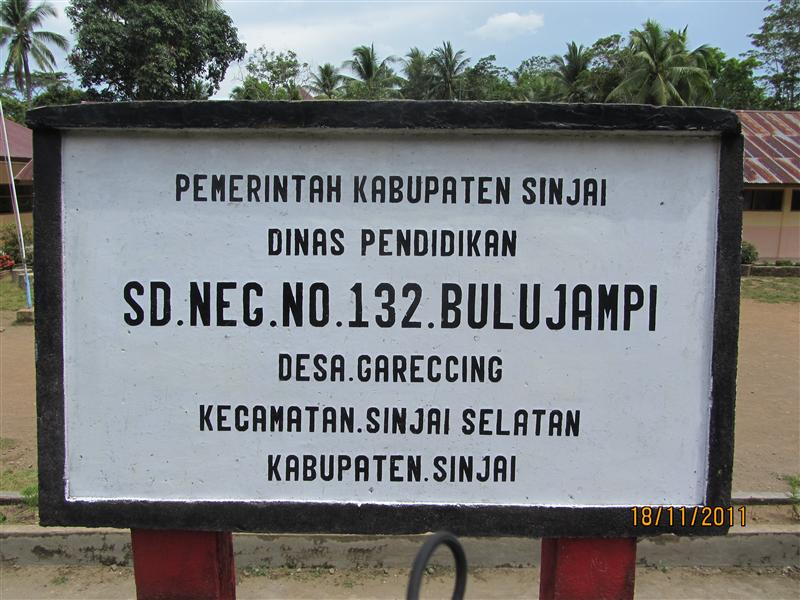 PEMERINTAH KABUPATEN SINJAI
DINAS PENDIDIKAN
SD.NEG.NO.132.BULUJAMPI
DESA.GARECCING
KECAMATAN.SINJAI SELATAN
KABUPATEN.SINJAI
18/11/2011